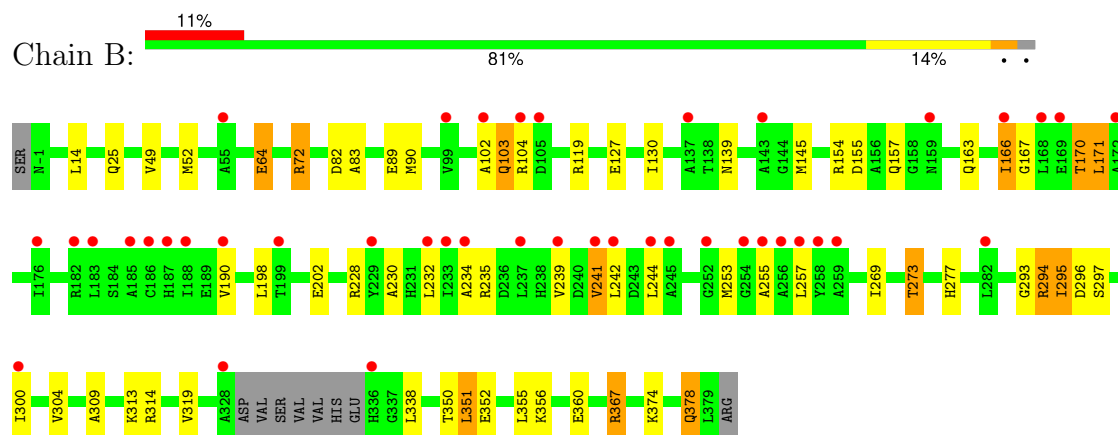 11%
Chain B:
81% 14% • •
SER N-1 L14 Q25 V49 M52 A55 E64 R72 D82 A83 E89 M90 V99 A102 Q103 R104 D105 R119 E127 I130 A137 T138 N139 A143 G144 M145 R154 D155 A156 Q157 G158 N159 Q163 I166 G167 L168 E169 T170 L171 A172
I176 R182 L183 S184 A185 C186 H187 I188 E189 V190 L198 T199 E202 R228 Y229 A230 H231 L232 I233 A234 R235 D236 L237 H238 V239 D240 V241 L242 D243 L244 A245 G252 M253 G254 A255 A256 L257 Y258 A259 I269 T273 H277 L282 G293 R294 I295 D296 S297
I300 V304 A309 K313 R314 V319 A328 ASP VAL SER VAL VAL HIS GLU H336 G337 L338 T350 L351 E352 L355 K356 E360 R367 K374 Q378 L379 ARG